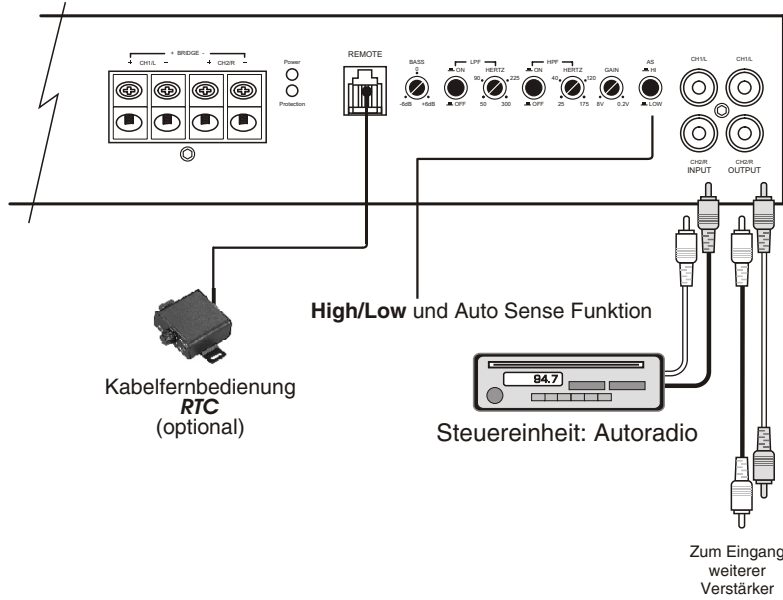 + BRIDGE -
+ CH1/L - + CH2/R -
Power
Protection
REMOTE
BASS
0
-6dB +6dB
LPF
ON HERTZ
90 225
OFF 50 300
HPF
ON HERTZ
40 120
OFF 25 175
GAIN
8V 0.2V
AS
HI
LOW
CH1/L CH1/L
CH2/R CH2/R
INPUT OUTPUT
High/Low und Auto Sense Funktion
94.7
Kabelfernbedienung
RTC
(optional)
Steuereinheit: Autoradio
Zum Eingang
weiterer
Verstärker